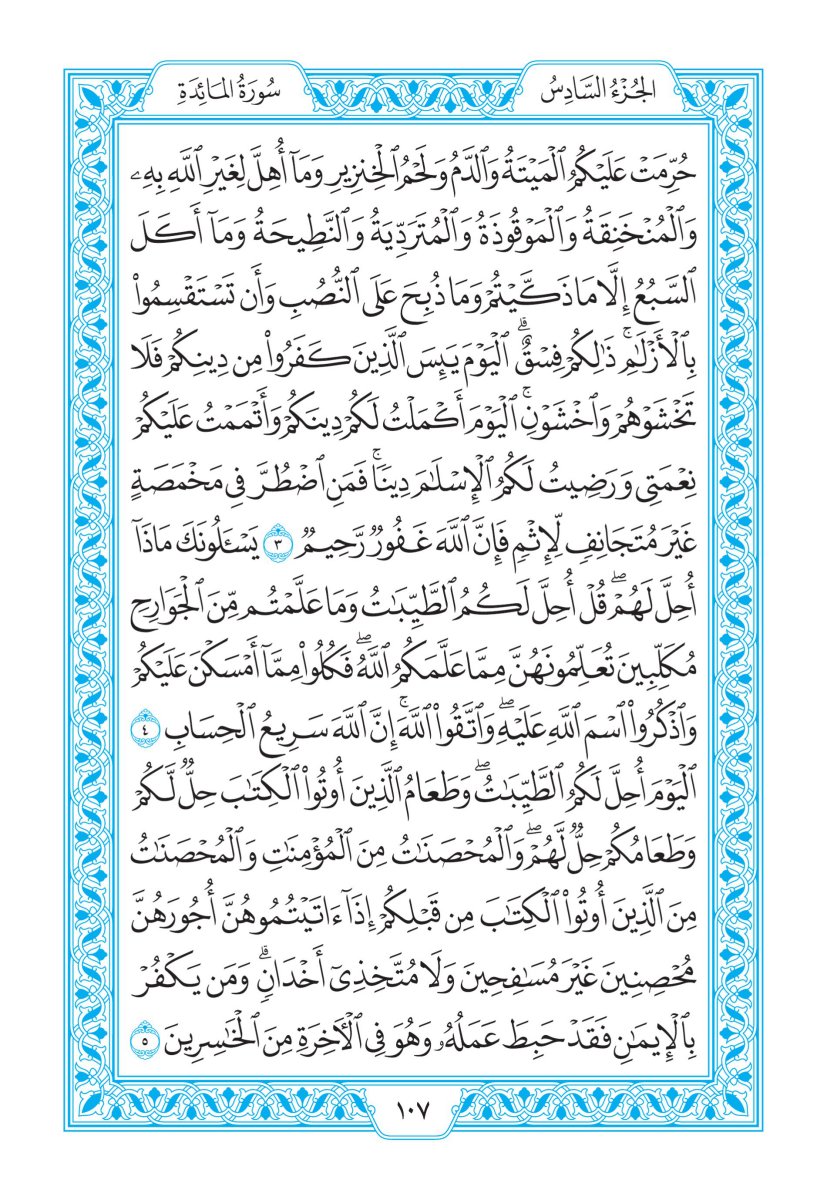 الجُزْءُ السَّادِسُ
سُورَةُ المَائِدَةِ
حُرِّمَتْ عَلَيْكُمُ ٱلْمَيْتَةُ وَٱلدَّمُ وَلَحْمُ ٱلْخِنزِيرِ وَمَآ أُهِلَّ لِغَيْرِ ٱللَّهِ بِهِۦ
وَٱلْمُنْخَنِقَةُ وَٱلْمَوْقُوذَةُ وَٱلْمُتَرَدِّيَةُ وَٱلنَّطِيحَةُ وَمَآ أَكَلَ
ٱلسَّبُعُ إِلَّا مَا ذَكَّيْتُمْ وَمَا ذُبِحَ عَلَى ٱلنُّصُبِ وَأَن تَسْتَقْسِمُوا۟
بِٱلْأَزْلَٰمِ ۚ ذَٰلِكُمْ فِسْقٌ ۗ ٱلْيَوْمَ يَئِسَ ٱلَّذِينَ كَفَرُوا۟ مِن دِينِكُمْ فَلَا
تَخْشَوْهُمْ وَٱخْشَوْنِ ۚ ٱلْيَوْمَ أَكْمَلْتُ لَكُمْ دِينَكُمْ وَأَتْمَمْتُ عَلَيْكُمْ
نِعْمَتِى وَرَضِيتُ لَكُمُ ٱلْإِسْلَٰمَ دِينًا ۚ فَمَنِ ٱضْطُرَّ فِى مَخْمَصَةٍ
غَيْرَ مُتَجَانِفٍ لِّإِثْمٍ فَإِنَّ ٱللَّهَ غَفُورٌ رَّحِيمٌ ٣ يَسْـَٔلُونَكَ مَاذَآ
أُحِلَّ لَهُمْ ۖ قُلْ أُحِلَّ لَكُمُ ٱلطَّيِّبَٰتُ وَمَا عَلَّمْتُم مِّنَ ٱلْجَوَارِحِ
مُكَلِّبِينَ تُعَلِّمُونَهُنَّ مِمَّا عَلَّمَكُمُ ٱللَّهُ ۖ فَكُلُوا۟ مِمَّآ أَمْسَكْنَ عَلَيْكُمْ
وَٱذْكُرُوا۟ ٱسْمَ ٱللَّهِ عَلَيْهِ ۖ وَٱتَّقُوا۟ ٱللَّهَ ۚ إِنَّ ٱللَّهَ سَرِيعُ ٱلْحِسَابِ ٤
ٱلْيَوْمَ أُحِلَّ لَكُمُ ٱلطَّيِّبَٰتُ ۖ وَطَعَامُ ٱلَّذِينَ أُوتُوا۟ ٱلْكِتَٰبَ حِلٌّ لَّكُمْ
وَطَعَامُكُمْ حِلٌّ لَّهُمْ ۖ وَٱلْمُحْصَنَٰتُ مِنَ ٱلْمُؤْمِنَٰتِ وَٱلْمُحْصَنَٰتُ
مِنَ ٱلَّذِينَ أُوتُوا۟ ٱلْكِتَٰبَ مِن قَبْلِكُمْ إِذَآ ءَاتَيْتُمُوهُنَّ أُجُورَهُنَّ
مُحْصِنِينَ غَيْرَ مُسَٰفِحِينَ وَلَا مُتَّخِذِىٓ أَخْدَانٍ ۗ وَمَن يَكْفُرْ
بِٱلْإِيمَٰنِ فَقَدْ حَبِطَ عَمَلُهُۥ وَهُوَ فِى ٱلْـَٔاخِرَةِ مِنَ ٱلْخَٰسِرِينَ ٥
١٠٧